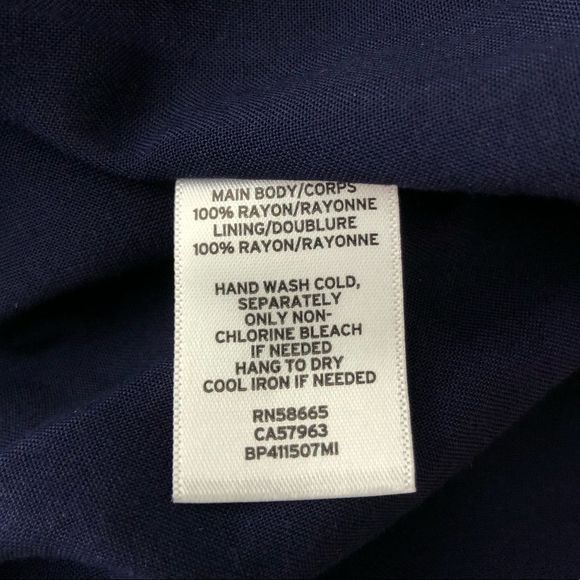 MAIN BODY/CORPS
100% RAYON/RAYONNE
LINING/DOUBLURE
100% RAYON/RAYONNE
HAND WASH COLD,
SEPARATELY
ONLY NON-
CHLORINE BLEACH
IF NEEDED
HANG TO DRY
COOL IRON IF NEEDED
RN58665
CA57963
BP411507MI